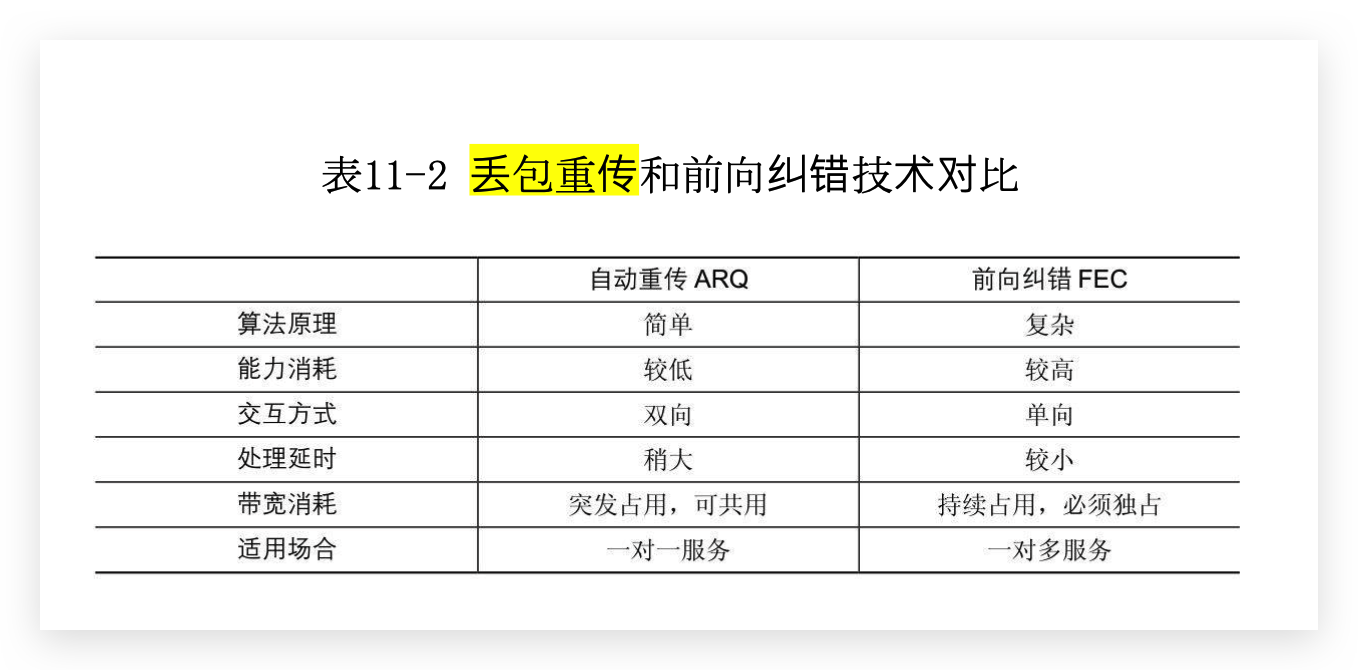 表11-2 丢包重传和前向纠错技术对比
自动重传 ARQ 前向纠错 FEC
算法原理 简单 复杂
能力消耗 较低 较高
交互方式 双向 单向
处理延时 稍大 较小
带宽消耗 突发占用，可共用 持续占用，必须独占
适用场合 一对一服务 一对多服务